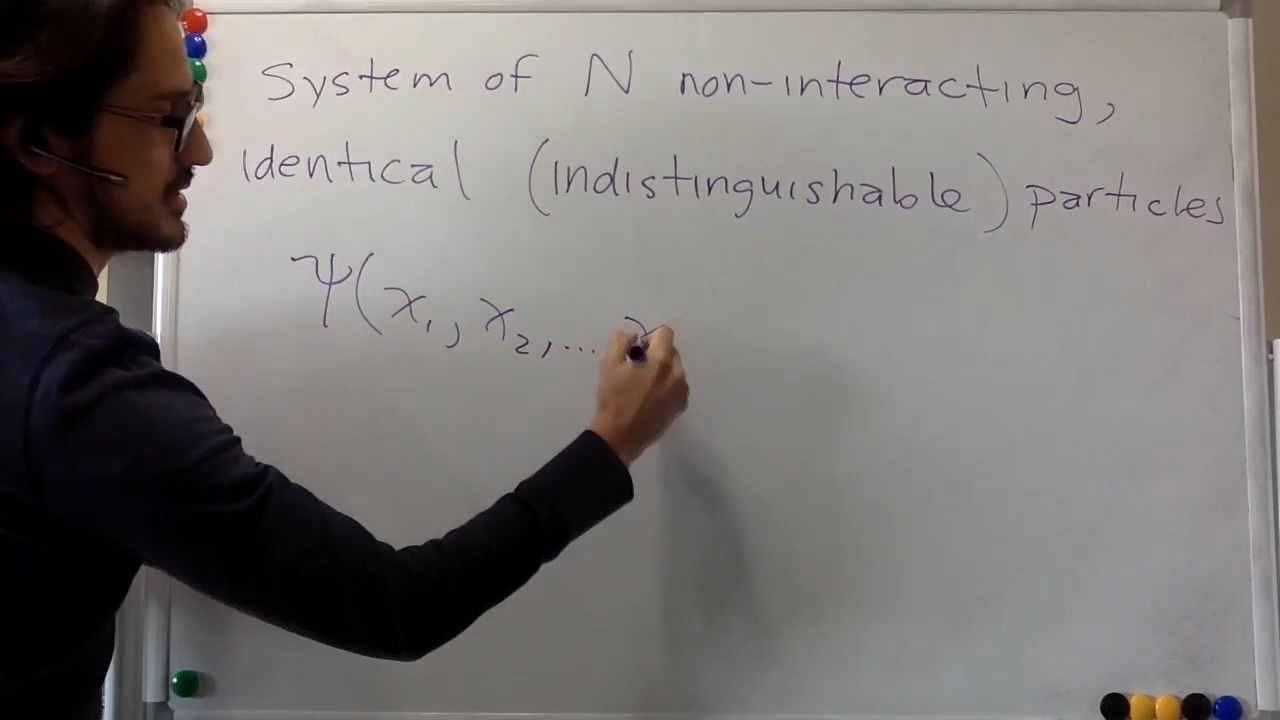 System of N non-interacting,
identical (indistinguishable) particles
Ψ(x₁, x₂, ... x